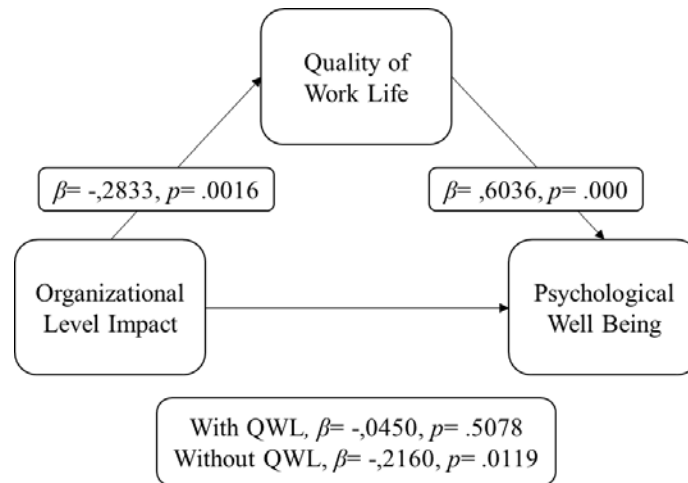 Quality of
Work Life
β= -,2833, p= .0016
β= ,6036, p= .000
Organizational
Level Impact
Psychological
Well Being
With QWL, β= -,0450, p= .5078
Without QWL, β= -,2160, p= .0119